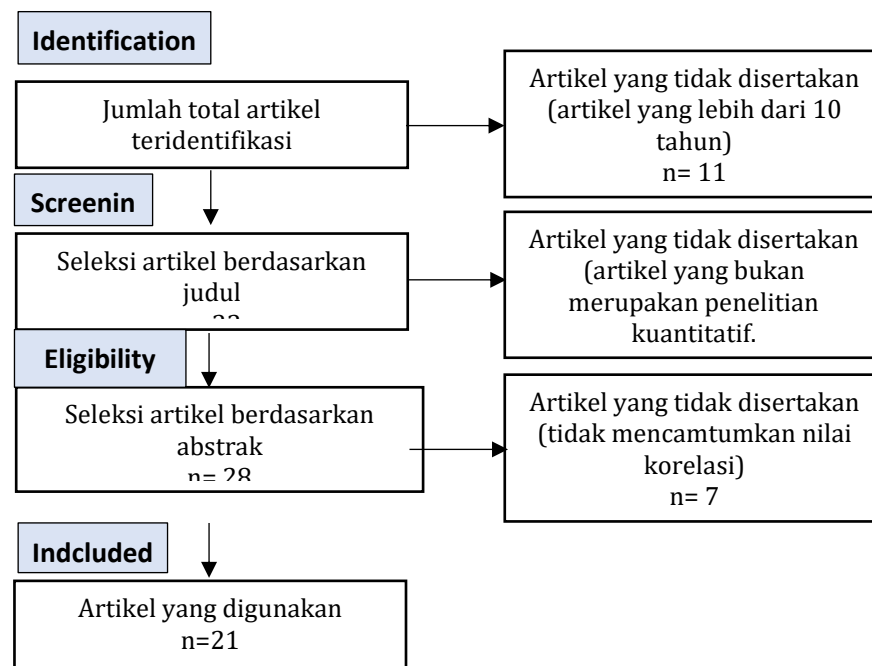 Identification
Jumlah total artikel
teridentifikasi
Artikel yang tidak disertakan
(artikel yang lebih dari 10
tahun)
n= 11
Screenin
Seleksi artikel berdasarkan
judul
Artikel yang tidak disertakan
(artikel yang bukan
merupakan penelitian
kuantitatif.
Eligibility
Seleksi artikel berdasarkan
abstrak
n= 28
Artikel yang tidak disertakan
(tidak mencamtumkan nilai
korelasi)
n= 7
Indcluded
Artikel yang digunakan
n=21